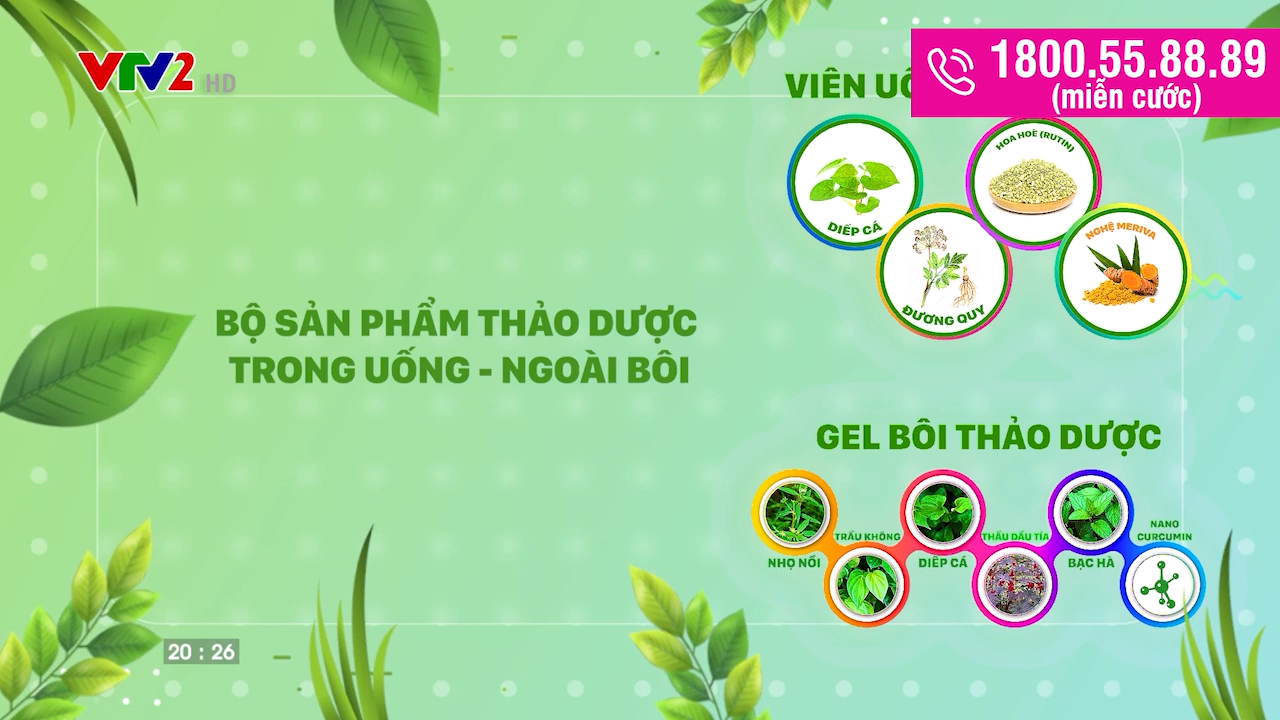 VTV2 HD
1800.55.88.89
(miễn cước)
VIÊN
HOA HOÈ (RUTIN)
DIẾP CÁ
NGHỆ MERIVA
ĐƯƠNG QUY
BỘ SẢN PHẨM THẢO DƯỢC
TRONG UỐNG - NGOÀI BÔI
GEL BÔI THẢO DƯỢC
NHỌ NỒI
TRẦU KHÔNG
DIẾP CÁ
THẦU DẦU TÍA
BẠC HÀ
NANO
CURCUMIN
20 : 26